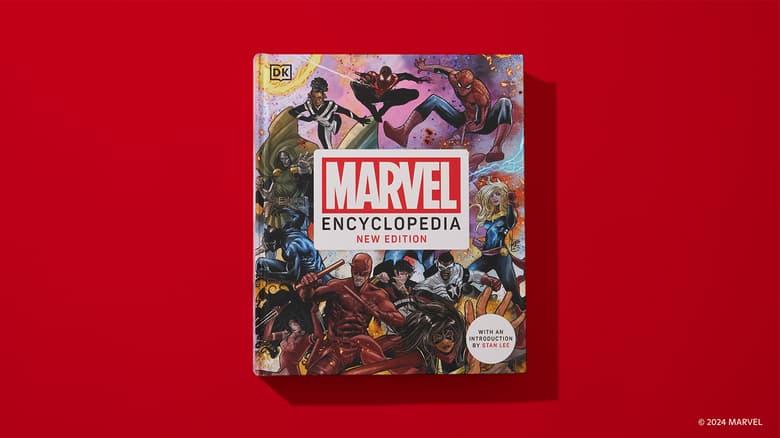 DK
MARVEL
ENCYCLOPEDIA
NEW EDITION
WITH AN
INTRODUCTION
BY STAN LEE
© 2024 MARVEL